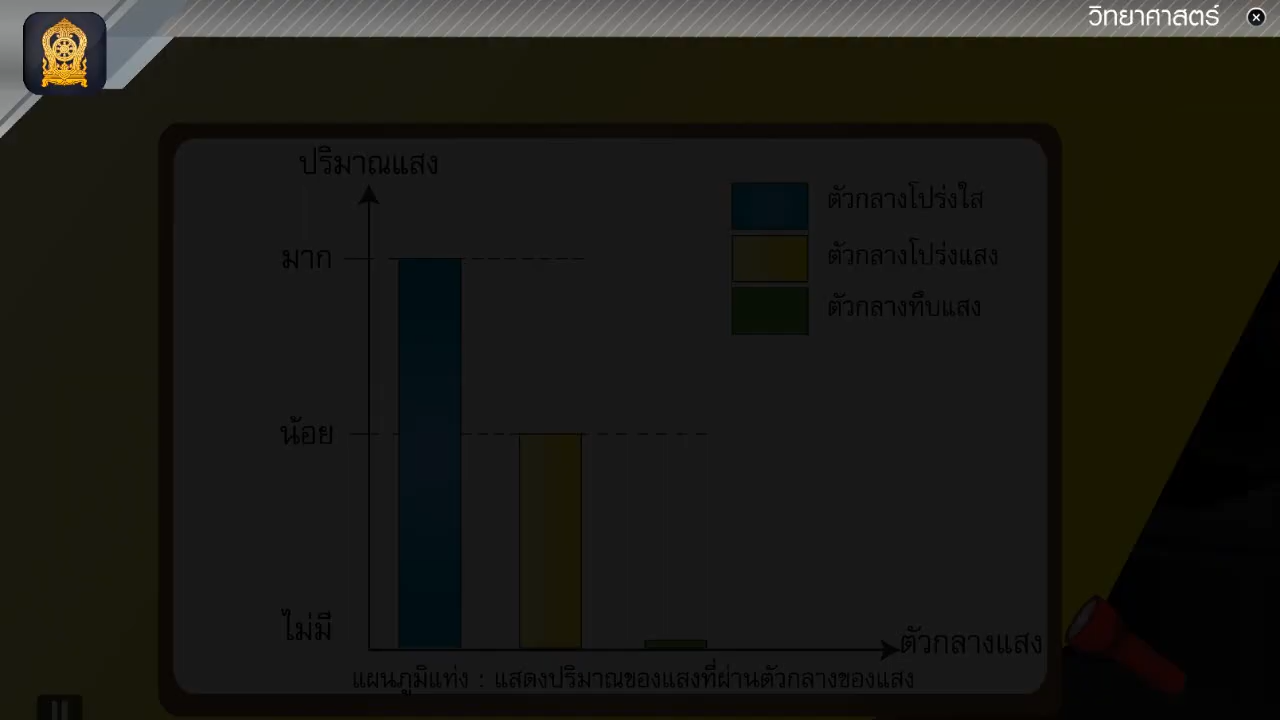 วิทยาศาสตร์
ปริมาณแสง
ตัวกลางโปร่งใส
มาก
ตัวกลางโปร่งแสง
ตัวกลางทึบแสง
น้อย
ไม่มี
ตัวกลางแสง
แผนภูมิแท่ง : แสดงปริมาณของแสงที่ผ่านตัวกลางของแสง